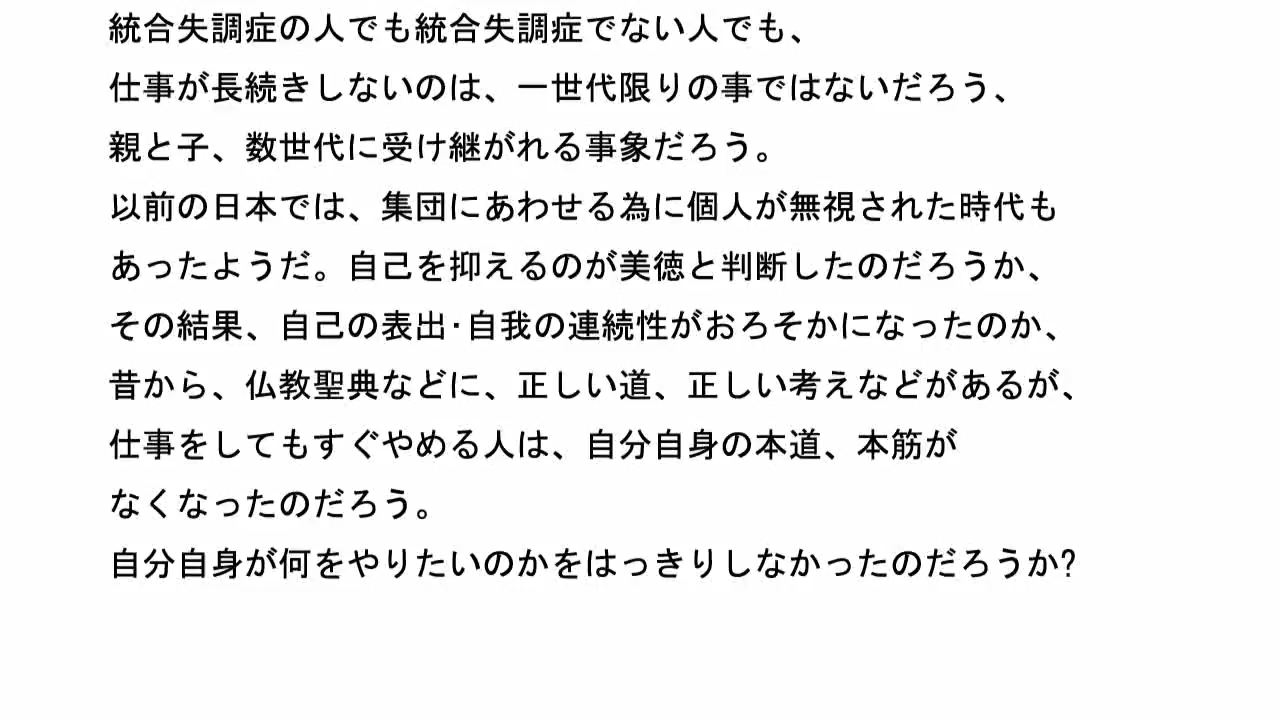 統合失調症の人でも統合失調症でない人でも、
仕事が長続きしないのは、一世代限りの事ではないだろう、
親と子、数世代に受け継がれる事象だろう。
以前の日本では、集団にあわせる為に個人が無視された時代も
あったようだ。自己を抑えるのが美徳と判断したのだろうか、
その結果、自己の表出･自我の連続性がおろそかになったのか、
昔から、仏教聖典などに、正しい道、正しい考えなどがあるが、
仕事をしてもすぐやめる人は、自分自身の本道、本筋が
なくなったのだろう。
自分自身が何をやりたいのかをはっきりしなかったのだろうか?